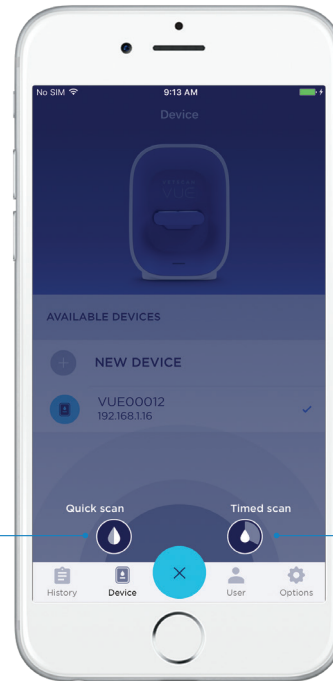 No SIM 9:13 AM
Device
VUE
AVAILABLE DEVICES
NEW DEVICE
VUE00012
192.168.1.16
Quick scan Timed scan
History Device User Options